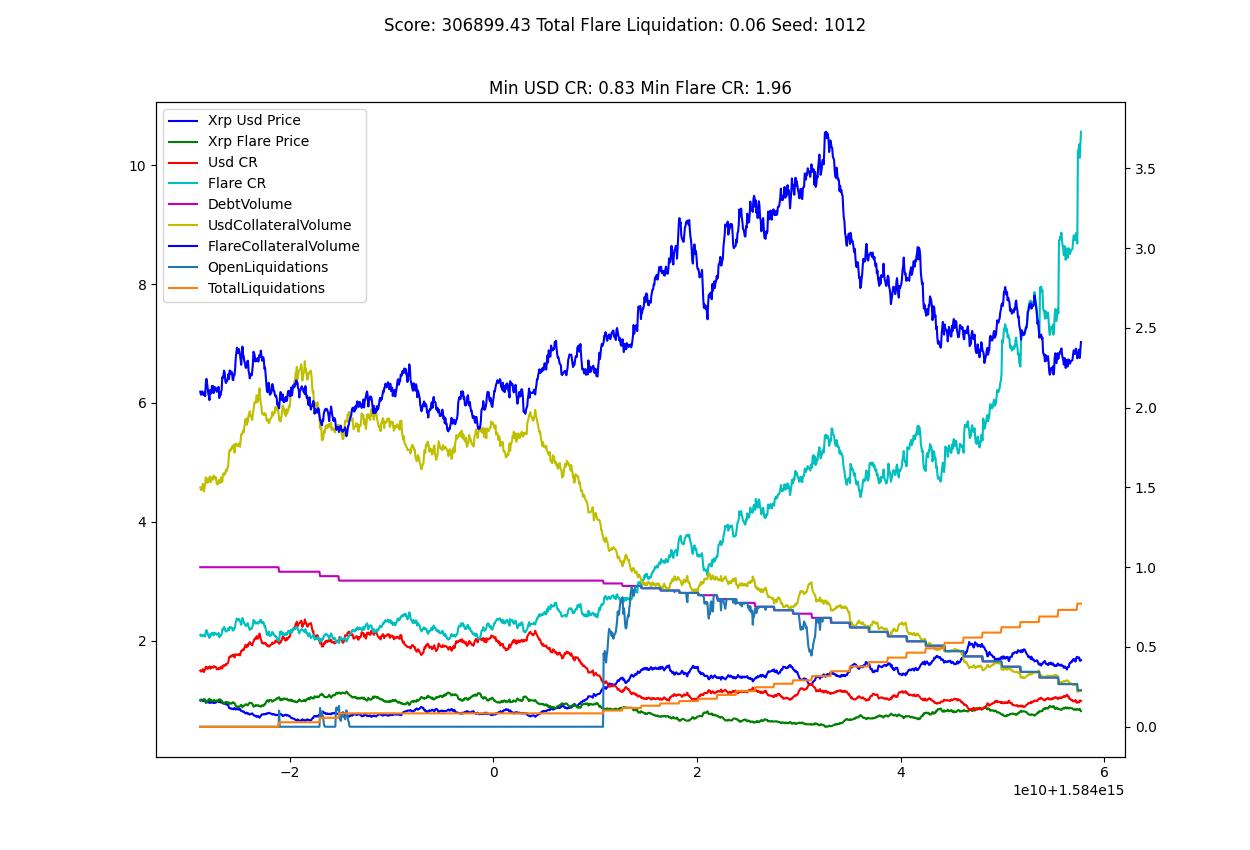 Score: 306899.43 Total Flare Liquidation: 0.06 Seed: 1012
Min USD CR: 0.83 Min Flare CR: 1.96
Xrp Usd Price
Xrp Flare Price
Usd CR
Flare CR
DebtVolume
UsdCollateralVolume
FlareCollateralVolume
OpenLiquidations
TotalLiquidations
10
8
6
4
2
3.5
3.0
2.5
2.0
1.5
1.0
0.5
0.0
−2 0 2 4 6
1e10+1.584e15